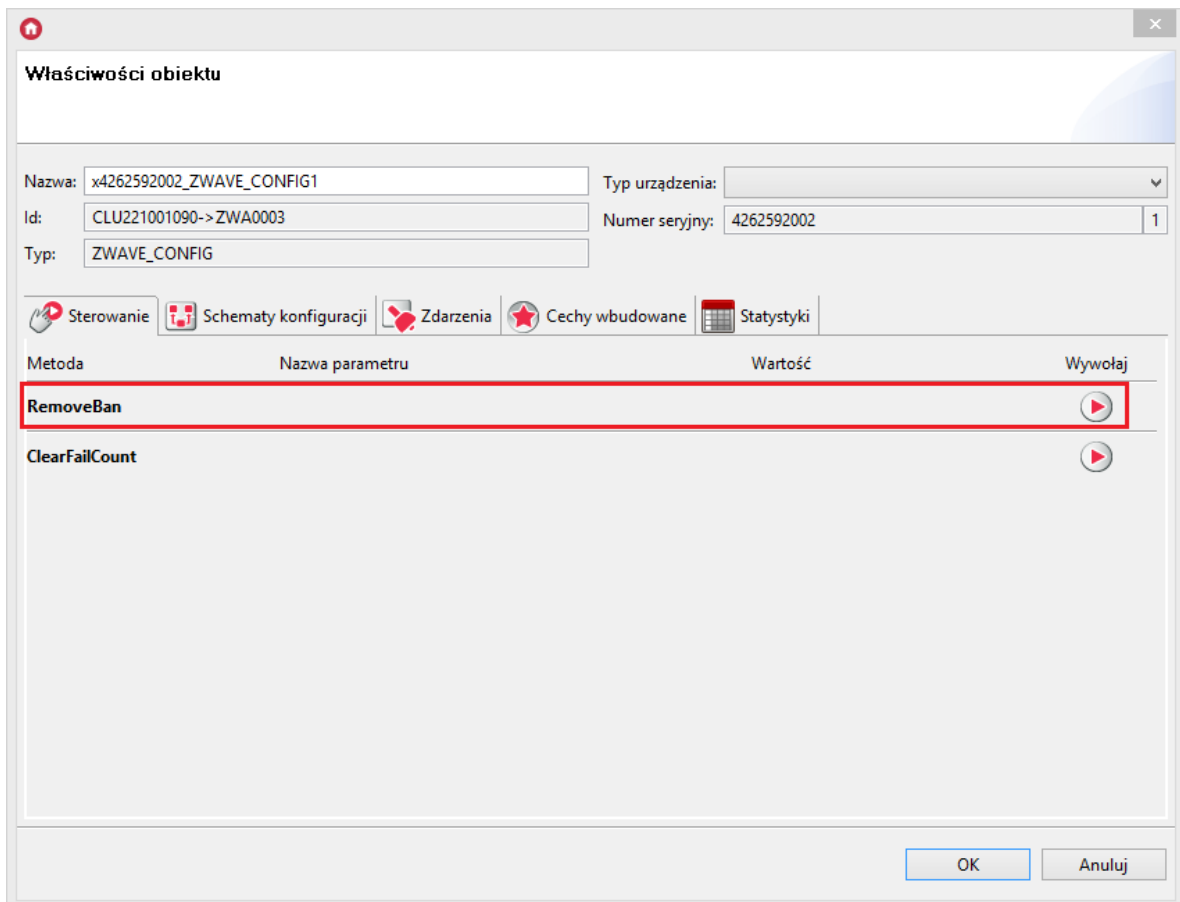 Właściwości obiektu
Nazwa: x4262592002_ZWAVE_CONFIG1 Typ urządzenia:
Id: CLU221001090->ZWA0003 Numer seryjny: 4262592002 1
Typ: ZWAVE_CONFIG
Sterowanie Schematy konfiguracji Zdarzenia Cechy wbudowane Statystyki
Metoda Nazwa parametru Wartość Wywołaj
RemoveBan
ClearFailCount
OK Anuluj